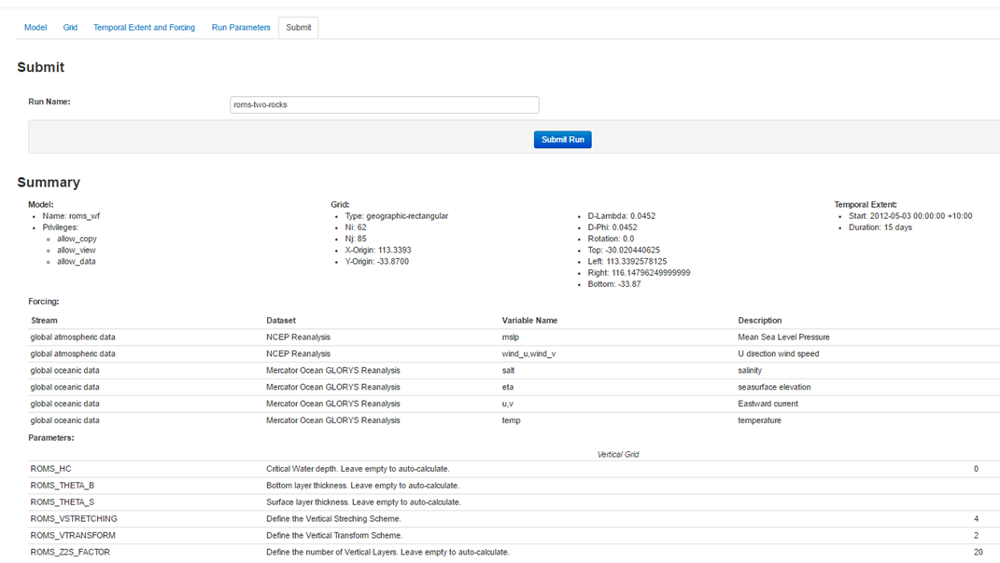 Model Grid Temporal Extent and Forcing Run Parameters Submit
Submit
Run Name: roms-two-rocks
Submit Run
Summary
Model: Grid: Temporal Extent:
Name: roms_wf Type: geographic-rectangular D-Lambda: 0.0452 Start: 2012-05-03 00:00:00 +10:00
Privileges: Ni: 62 D-Phi: 0.0452 Duration: 15 days
allow_copy Nj: 85 Rotation: 0.0
allow_view X-Origin: 113.3393 Top: -30.020440625
allow_data Y-Origin: -33.8700 Left: 113.3392578125
Right: 116.14796249999999
Bottom: -33.87
Forcing:
Stream Dataset Variable Name Description
global atmospheric data NCEP Reanalysis mslp Mean Sea Level Pressure
global atmospheric data NCEP Reanalysis wind_u,wind_v U direction wind speed
global oceanic data Mercator Ocean GLORYS Reanalysis salt salinity
global oceanic data Mercator Ocean GLORYS Reanalysis eta seasurface elevation
global oceanic data Mercator Ocean GLORYS Reanalysis u,v Eastward current
global oceanic data Mercator Ocean GLORYS Reanalysis temp temperature
Parameters:
Vertical Grid
ROMS_HC Critical Water depth. Leave empty to auto-calculate. 0
ROMS_THETA_B Bottom layer thickness. Leave empty to auto-calculate.
ROMS_THETA_S Surface layer thickness. Leave empty to auto-calculate.
ROMS_VSTRETCHING Define the Vertical Streching Scheme. 4
ROMS_VTRANSFORM Define the Vertical Transform Scheme. 2
ROMS_Z2S_FACTOR Define the number of Vertical Layers. Leave empty to auto-calculate. 20